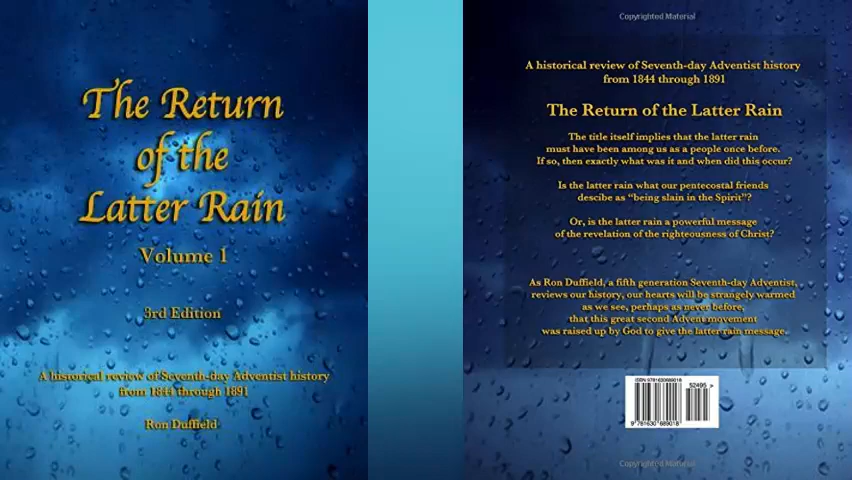 The Return
of the
Latter Rain
Volume 1
3rd Edition
A historical review of Seventh-day Adventist history
from 1844 through 1891
Ron Duffield
Copyrighted Material
A historical review of Seventh-day Adventist history
from 1844 through 1891
The Return of the Latter Rain
The title itself implies that the latter rain
must have been among us as a people once before.
If so, then exactly what was it and when did this occur?
Is the latter rain what our pentecostal friends
descibe as “being slain in the Spirit”?
Or, is the latter rain a powerful message
of the revelation of the righteousness of Christ?
As Ron Duffield, a fifth generation Seventh-day Adventist,
reviews our history, our hearts will be strangely warmed
as we see, perhaps as never before,
that this great second Advent movement
was raised up by God to give the latter rain message.
52495 >
Copyrighted Material